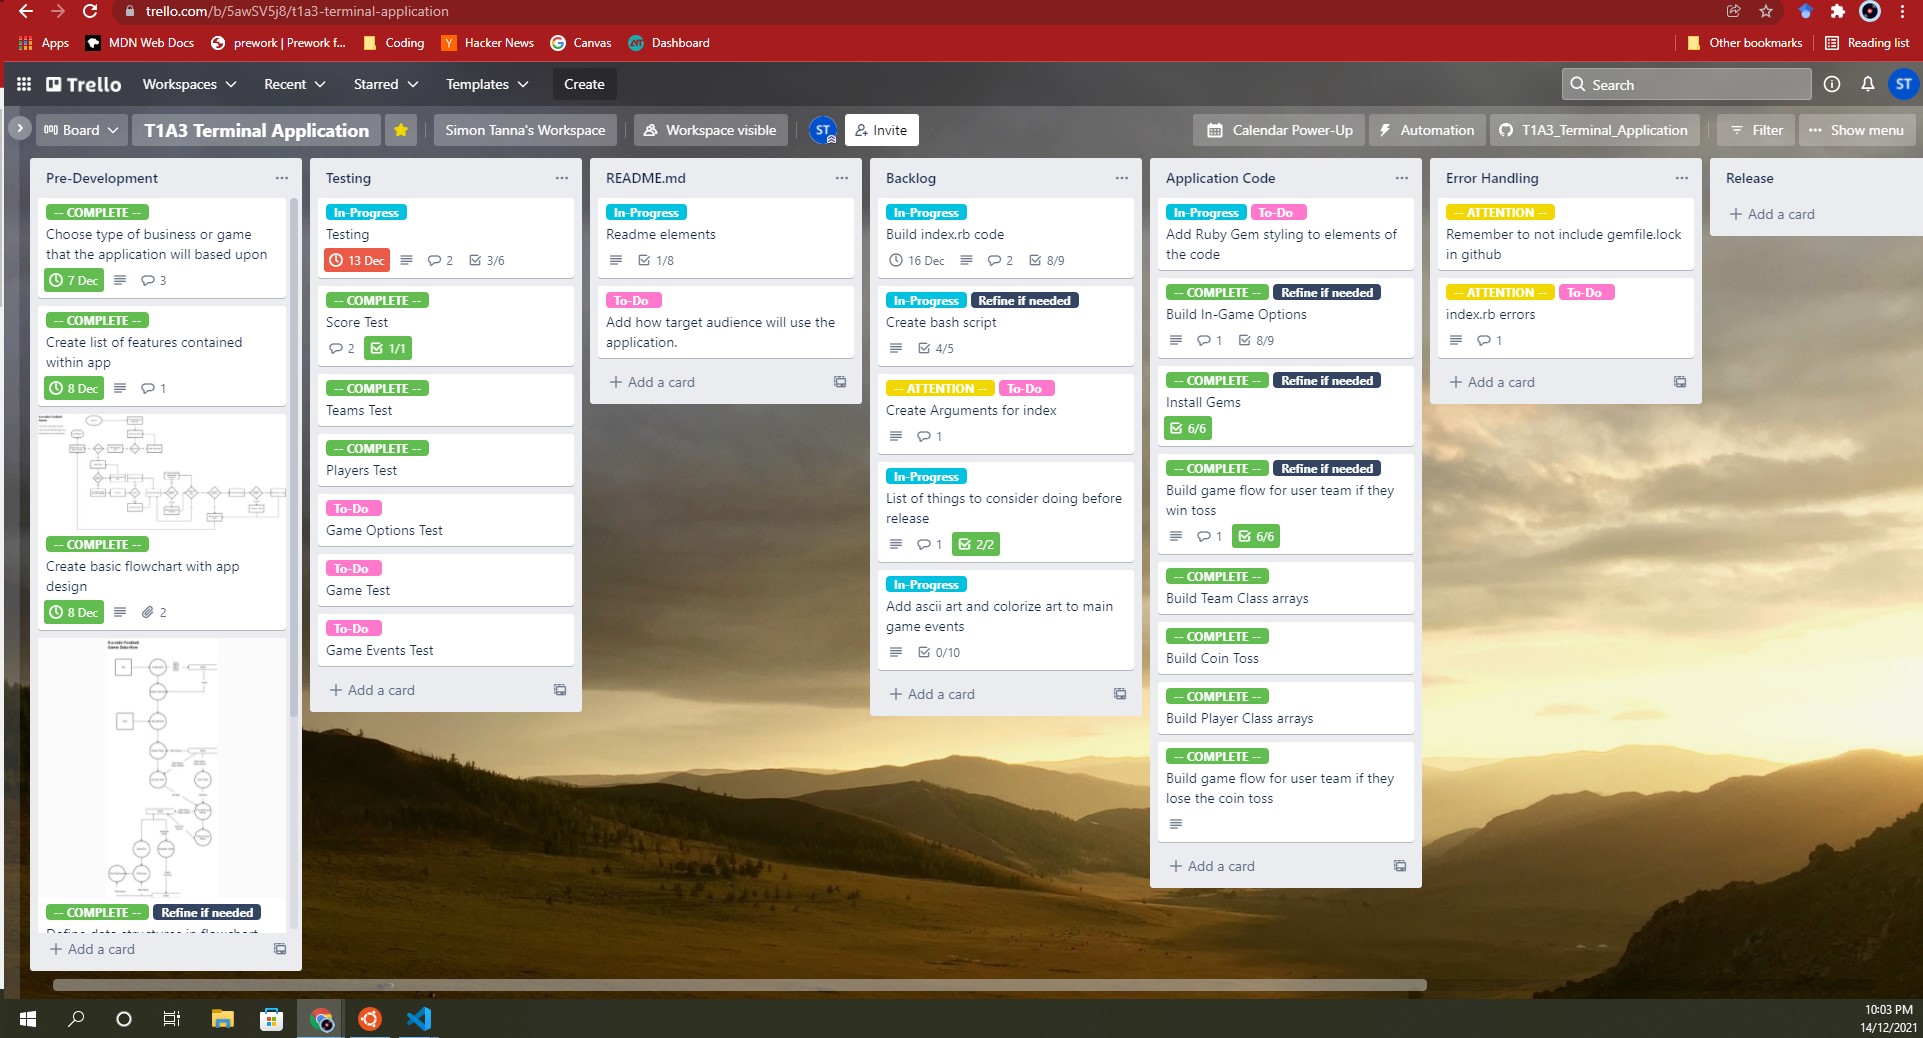 trello.com/b/5awSV5j8/t1a3-terminal-application
Apps MDN Web Docs prework | Prework f... Coding Hacker News Canvas Dashboard Other bookmarks Reading list
Trello Workspaces Recent Starred Templates Create Search ST
Board T1A3 Terminal Application Simon Tanna's Workspace Workspace visible ST Invite Calendar Power-Up Automation T1A3_Terminal_Application Filter Show menu
Pre-Development
-- COMPLETE --
Choose type of business or game
that the application will based upon
7 Dec 3
-- COMPLETE --
Create list of features contained
within app
8 Dec 1
-- COMPLETE --
Create basic flowchart with app
design
8 Dec 2
-- COMPLETE -- Refine if needed
Define data structures in flowchart
Add a card
Testing
In-Progress
Testing
13 Dec 2 3/6
-- COMPLETE --
Score Test
2 1/1
-- COMPLETE --
Teams Test
-- COMPLETE --
Players Test
To-Do
Game Options Test
To-Do
Game Test
To-Do
Game Events Test
Add a card
README.md
In-Progress
Readme elements
1/8
To-Do
Add how target audience will use the
application.
Add a card
Backlog
In-Progress
Build index.rb code
16 Dec 2 8/9
In-Progress Refine if needed
Create bash script
4/5
-- ATTENTION -- To-Do
Create Arguments for index
1
In-Progress
List of things to consider doing before
release
1 2/2
In-Progress
Add ascii art and colorize art to main
game events
0/10
Add a card
Application Code
In-Progress To-Do
Add Ruby Gem styling to elements of
the code
-- COMPLETE -- Refine if needed
Build In-Game Options
1 8/9
-- COMPLETE -- Refine if needed
Install Gems
6/6
-- COMPLETE -- Refine if needed
Build game flow for user team if they
win toss
1 6/6
-- COMPLETE --
Build Team Class arrays
-- COMPLETE --
Build Coin Toss
-- COMPLETE --
Build Player Class arrays
-- COMPLETE --
Build game flow for user team if they
lose the coin toss
Add a card
Error Handling
-- ATTENTION --
Remember to not include gemfile.lock
in github
-- ATTENTION -- To-Do
index.rb errors
1
Add a card
Release
Add a card
10:03 PM
14/12/2021